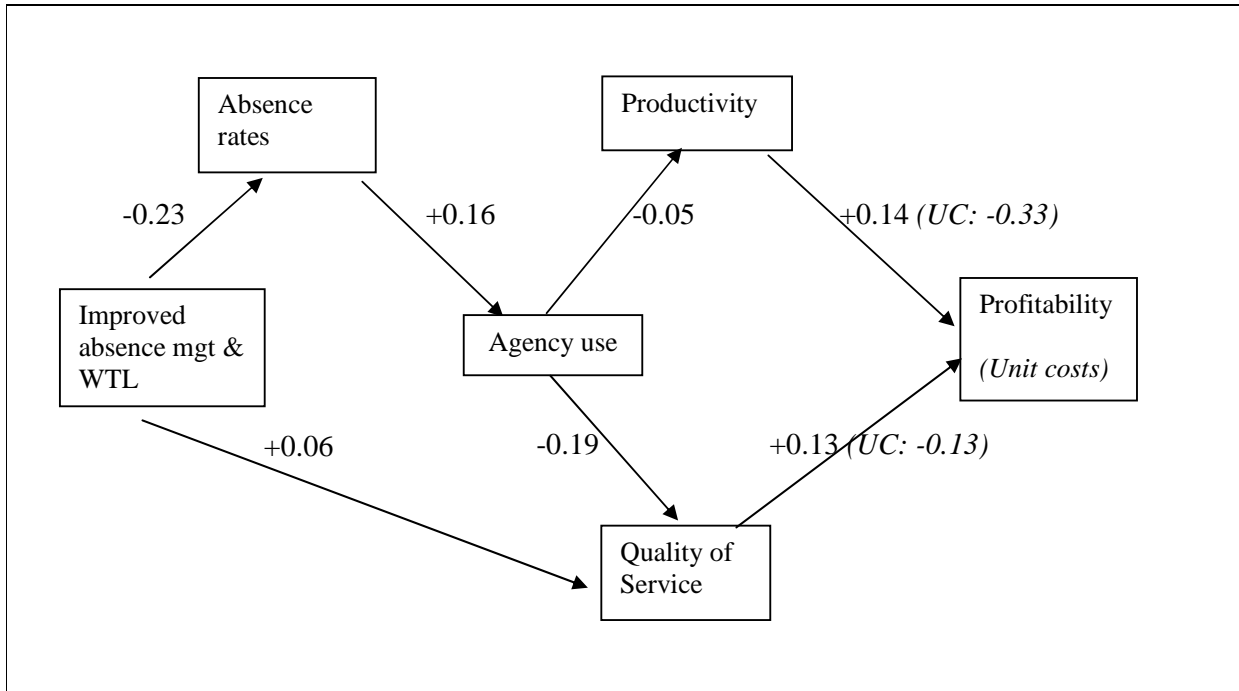 Absence
rates
Productivity
-0.23
+0.16
-0.05
+0.14 (UC: -0.33)
Improved
absence mgt &
WTL
Agency use
Profitability
(Unit costs)
+0.06
-0.19
+0.13 (UC: -0.13)
Quality of
Service